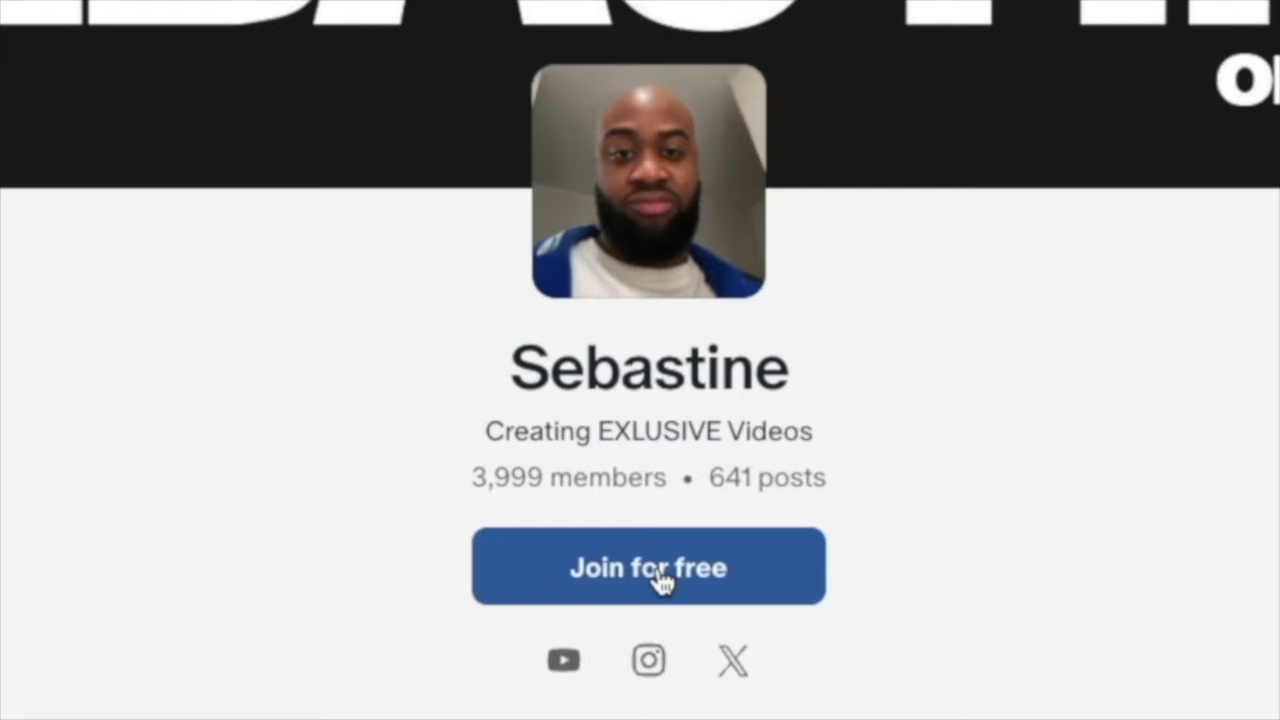 Sebastine
Creating EXLUSIVE Videos
3,999 members • 641 posts
Join for free